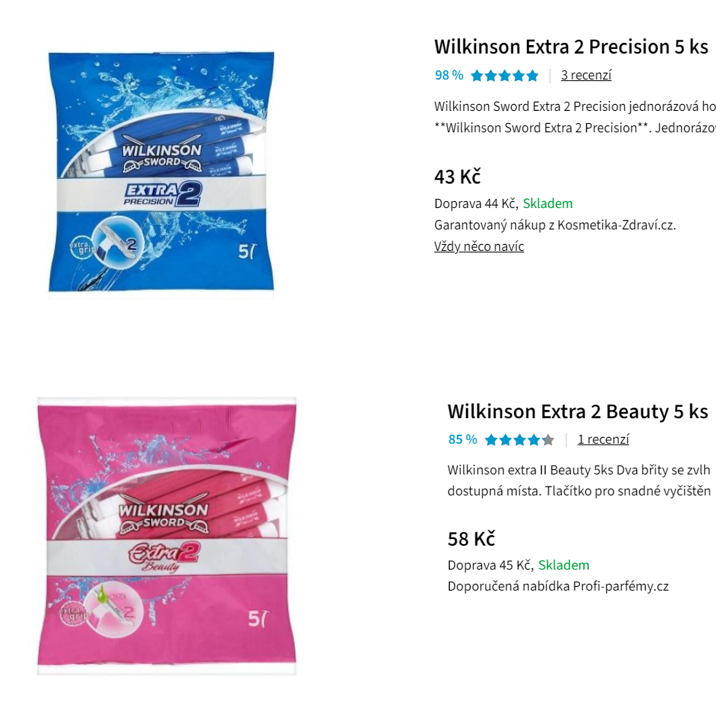 Wilkinson Extra 2 Precision 5 ks
98 % 3 recenzí
Wilkinson Sword Extra 2 Precision jednorázová ho
**Wilkinson Sword Extra 2 Precision**. Jednorázov
43 Kč
Doprava 44 Kč, Skladem
Garantovaný nákup z Kosmetika-Zdraví.cz.
Vždy něco navíc
WILKINSON
SWORD
EXTRA 2
PRECISION
extra
grip
2
5
Wilkinson Extra 2 Beauty 5 ks
85 % 1 recenzí
Wilkinson extra II Beauty 5ks Dva břity se zvlh
dostupná místa. Tlačítko pro snadné vyčištěn
58 Kč
Doprava 45 Kč, Skladem
Doporučená nabídka Profi-parfémy.cz
WILKINSON
SWORD
Extra 2
Beauty
extra
grip
2
5